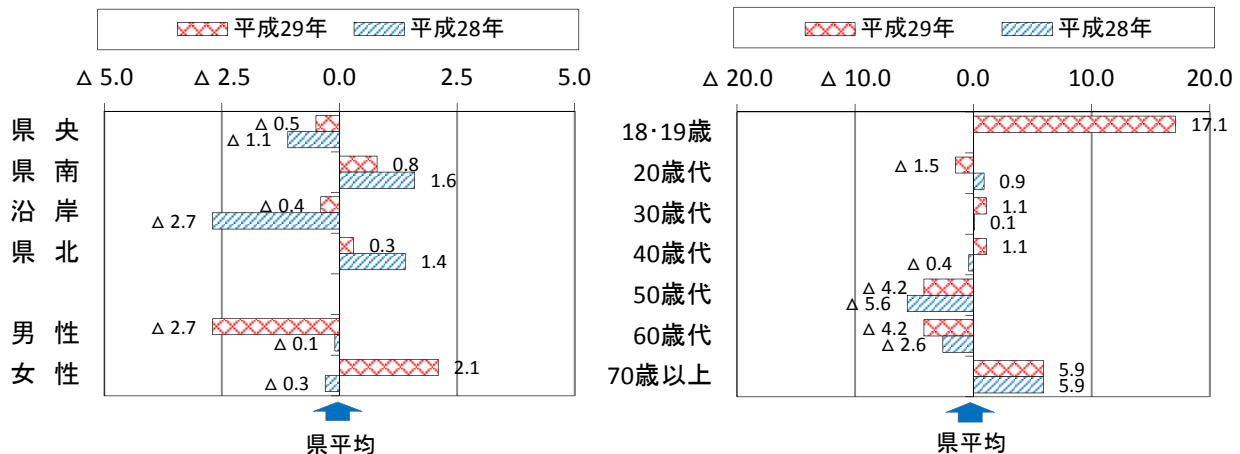 平成29年 平成28年
△ 5.0 △ 2.5 0.0 2.5 5.0
県 央 △ 0.5
△ 1.1
県 南 0.8
1.6
沿 岸 △ 0.4
△ 2.7
県 北 0.3
1.4
男 性 △ 2.7
△ 0.1
女 性 2.1
△ 0.3
県平均
平成29年 平成28年
△ 20.0 △ 10.0 0.0 10.0 20.0
18･19歳 17.1
20歳代 △ 1.5
0.9
30歳代 1.1
0.1
40歳代 1.1
△ 0.4
50歳代 △ 4.2
△ 5.6
60歳代 △ 4.2
△ 2.6
70歳以上 5.9
5.9
県平均